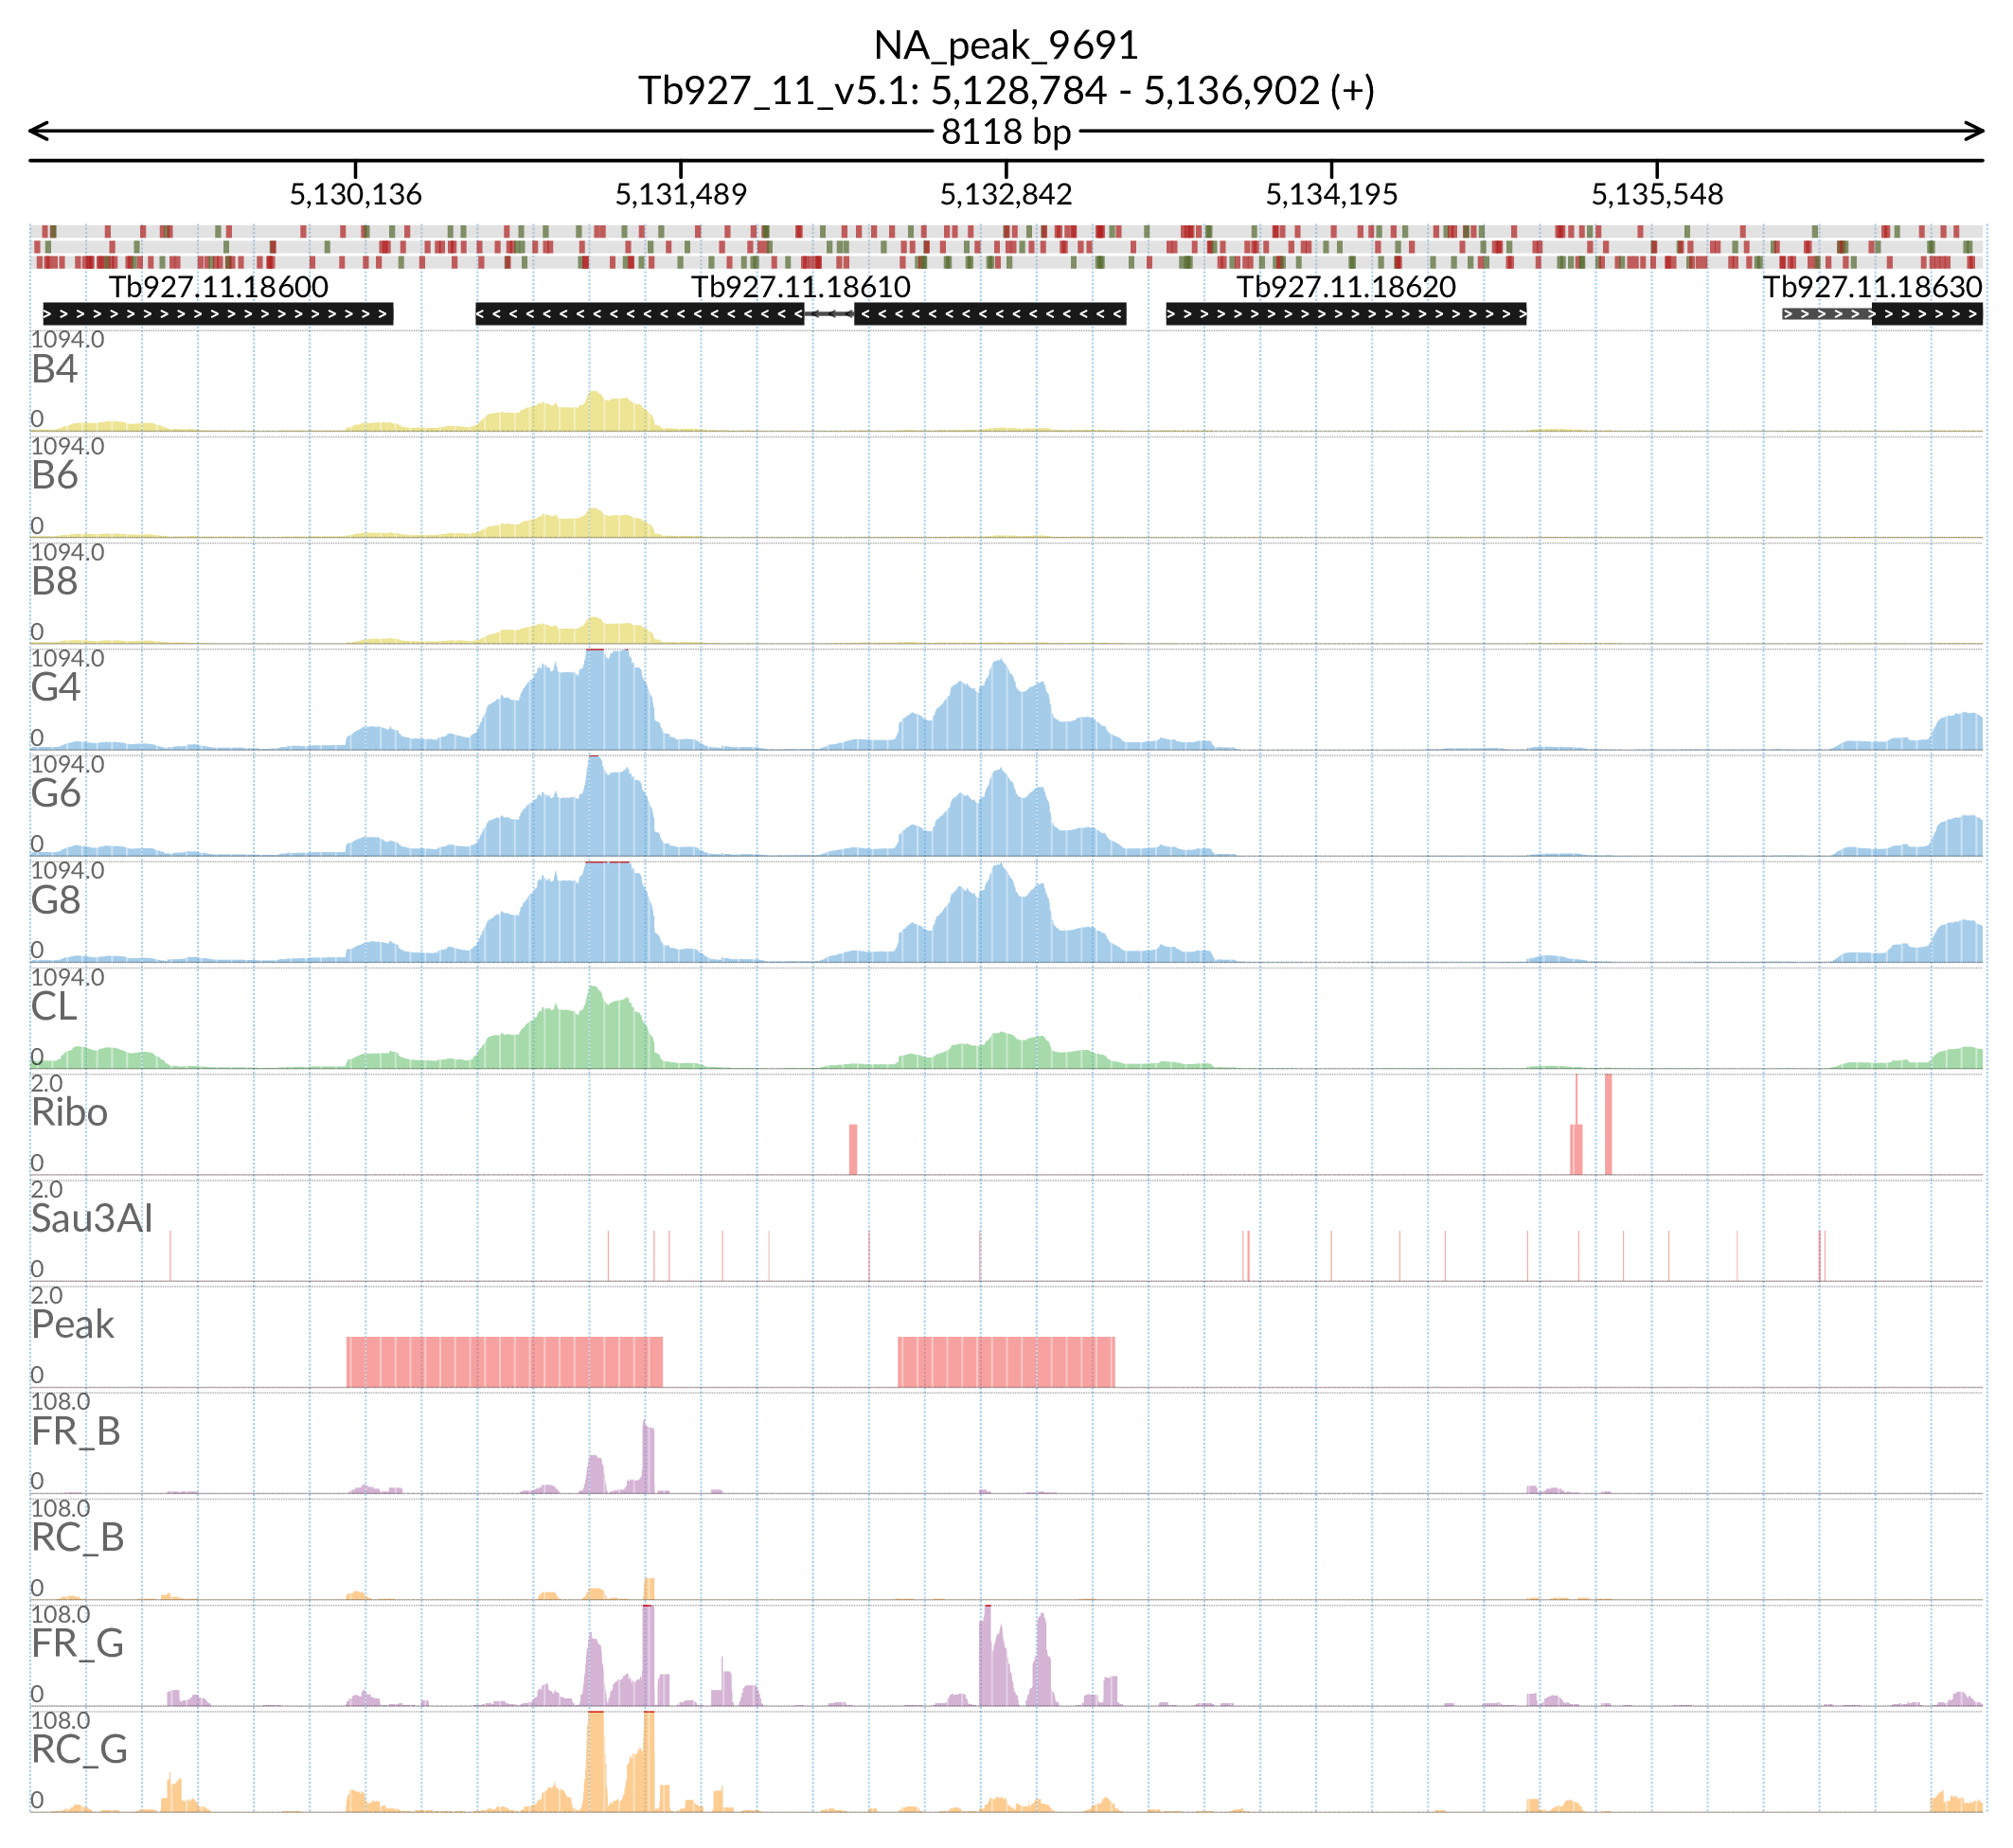 NA_peak_9691
Tb927_11_v5.1: 5,128,784 - 5,136,902 (+)
8118 bp
5,130,136 5,131,489 5,132,842 5,134,195 5,135,548
Tb927.11.18600 Tb927.11.18610 Tb927.11.18620 Tb927.11.18630
1094.0
B4
0
1094.0
B6
0
1094.0
B8
0
1094.0
G4
0
1094.0
G6
0
1094.0
G8
0
1094.0
CL
0
2.0
Ribo
0
2.0
Sau3AI
0
2.0
Peak
0
108.0
FR_B
0
108.0
RC_B
0
108.0
FR_G
0
108.0
RC_G
0